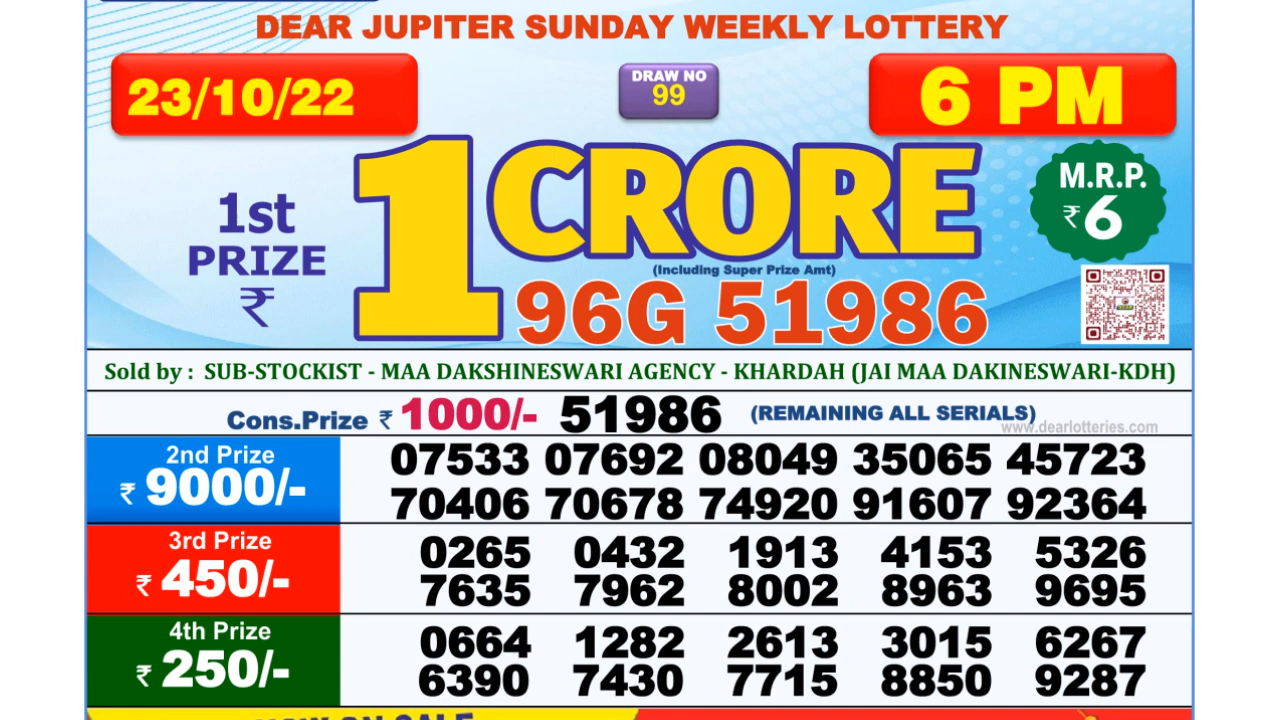 DEAR JUPITER SUNDAY WEEKLY LOTTERY
23/10/22
DRAW NO
99
6 PM
1st
PRIZE
₹
1 CRORE
(Including Super Prize Amt)
M.R.P.
₹ 6
96G 51986
Sold by : SUB-STOCKIST - MAA DAKSHINESWARI AGENCY - KHARDAH (JAI MAA DAKINESWARI-KDH)
Cons.Prize ₹ 1000/- 51986 (REMAINING ALL SERIALS)
www.dearlotteries.com
2nd Prize
₹ 9000/-
07533 07692 08049 35065 45723
70406 70678 74920 91607 92364
3rd Prize
₹ 450/-
0265 0432 1913 4153 5326
7635 7962 8002 8963 9695
4th Prize
₹ 250/-
0664 1282 2613 3015 6267
6390 7430 7715 8850 9287
NOW ON SALE